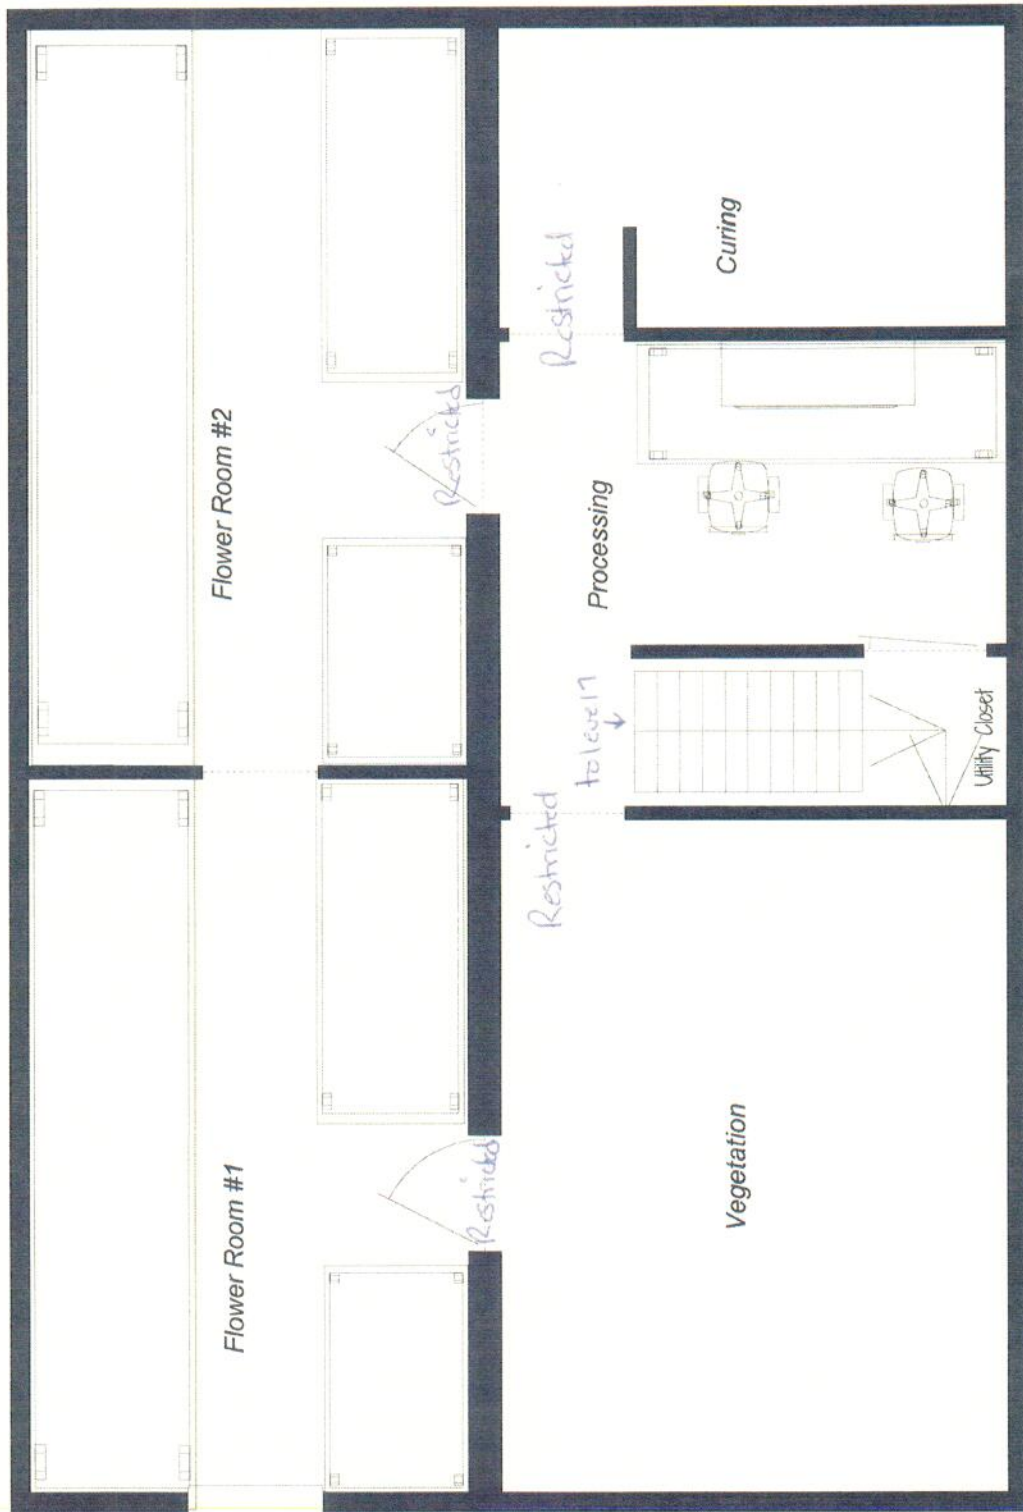 Flower Room #1
Flower Room #2
Restricted
Restricted
Restricted
to level 1
Restricted
Vegetation
Processing
Curing
Utility Closet